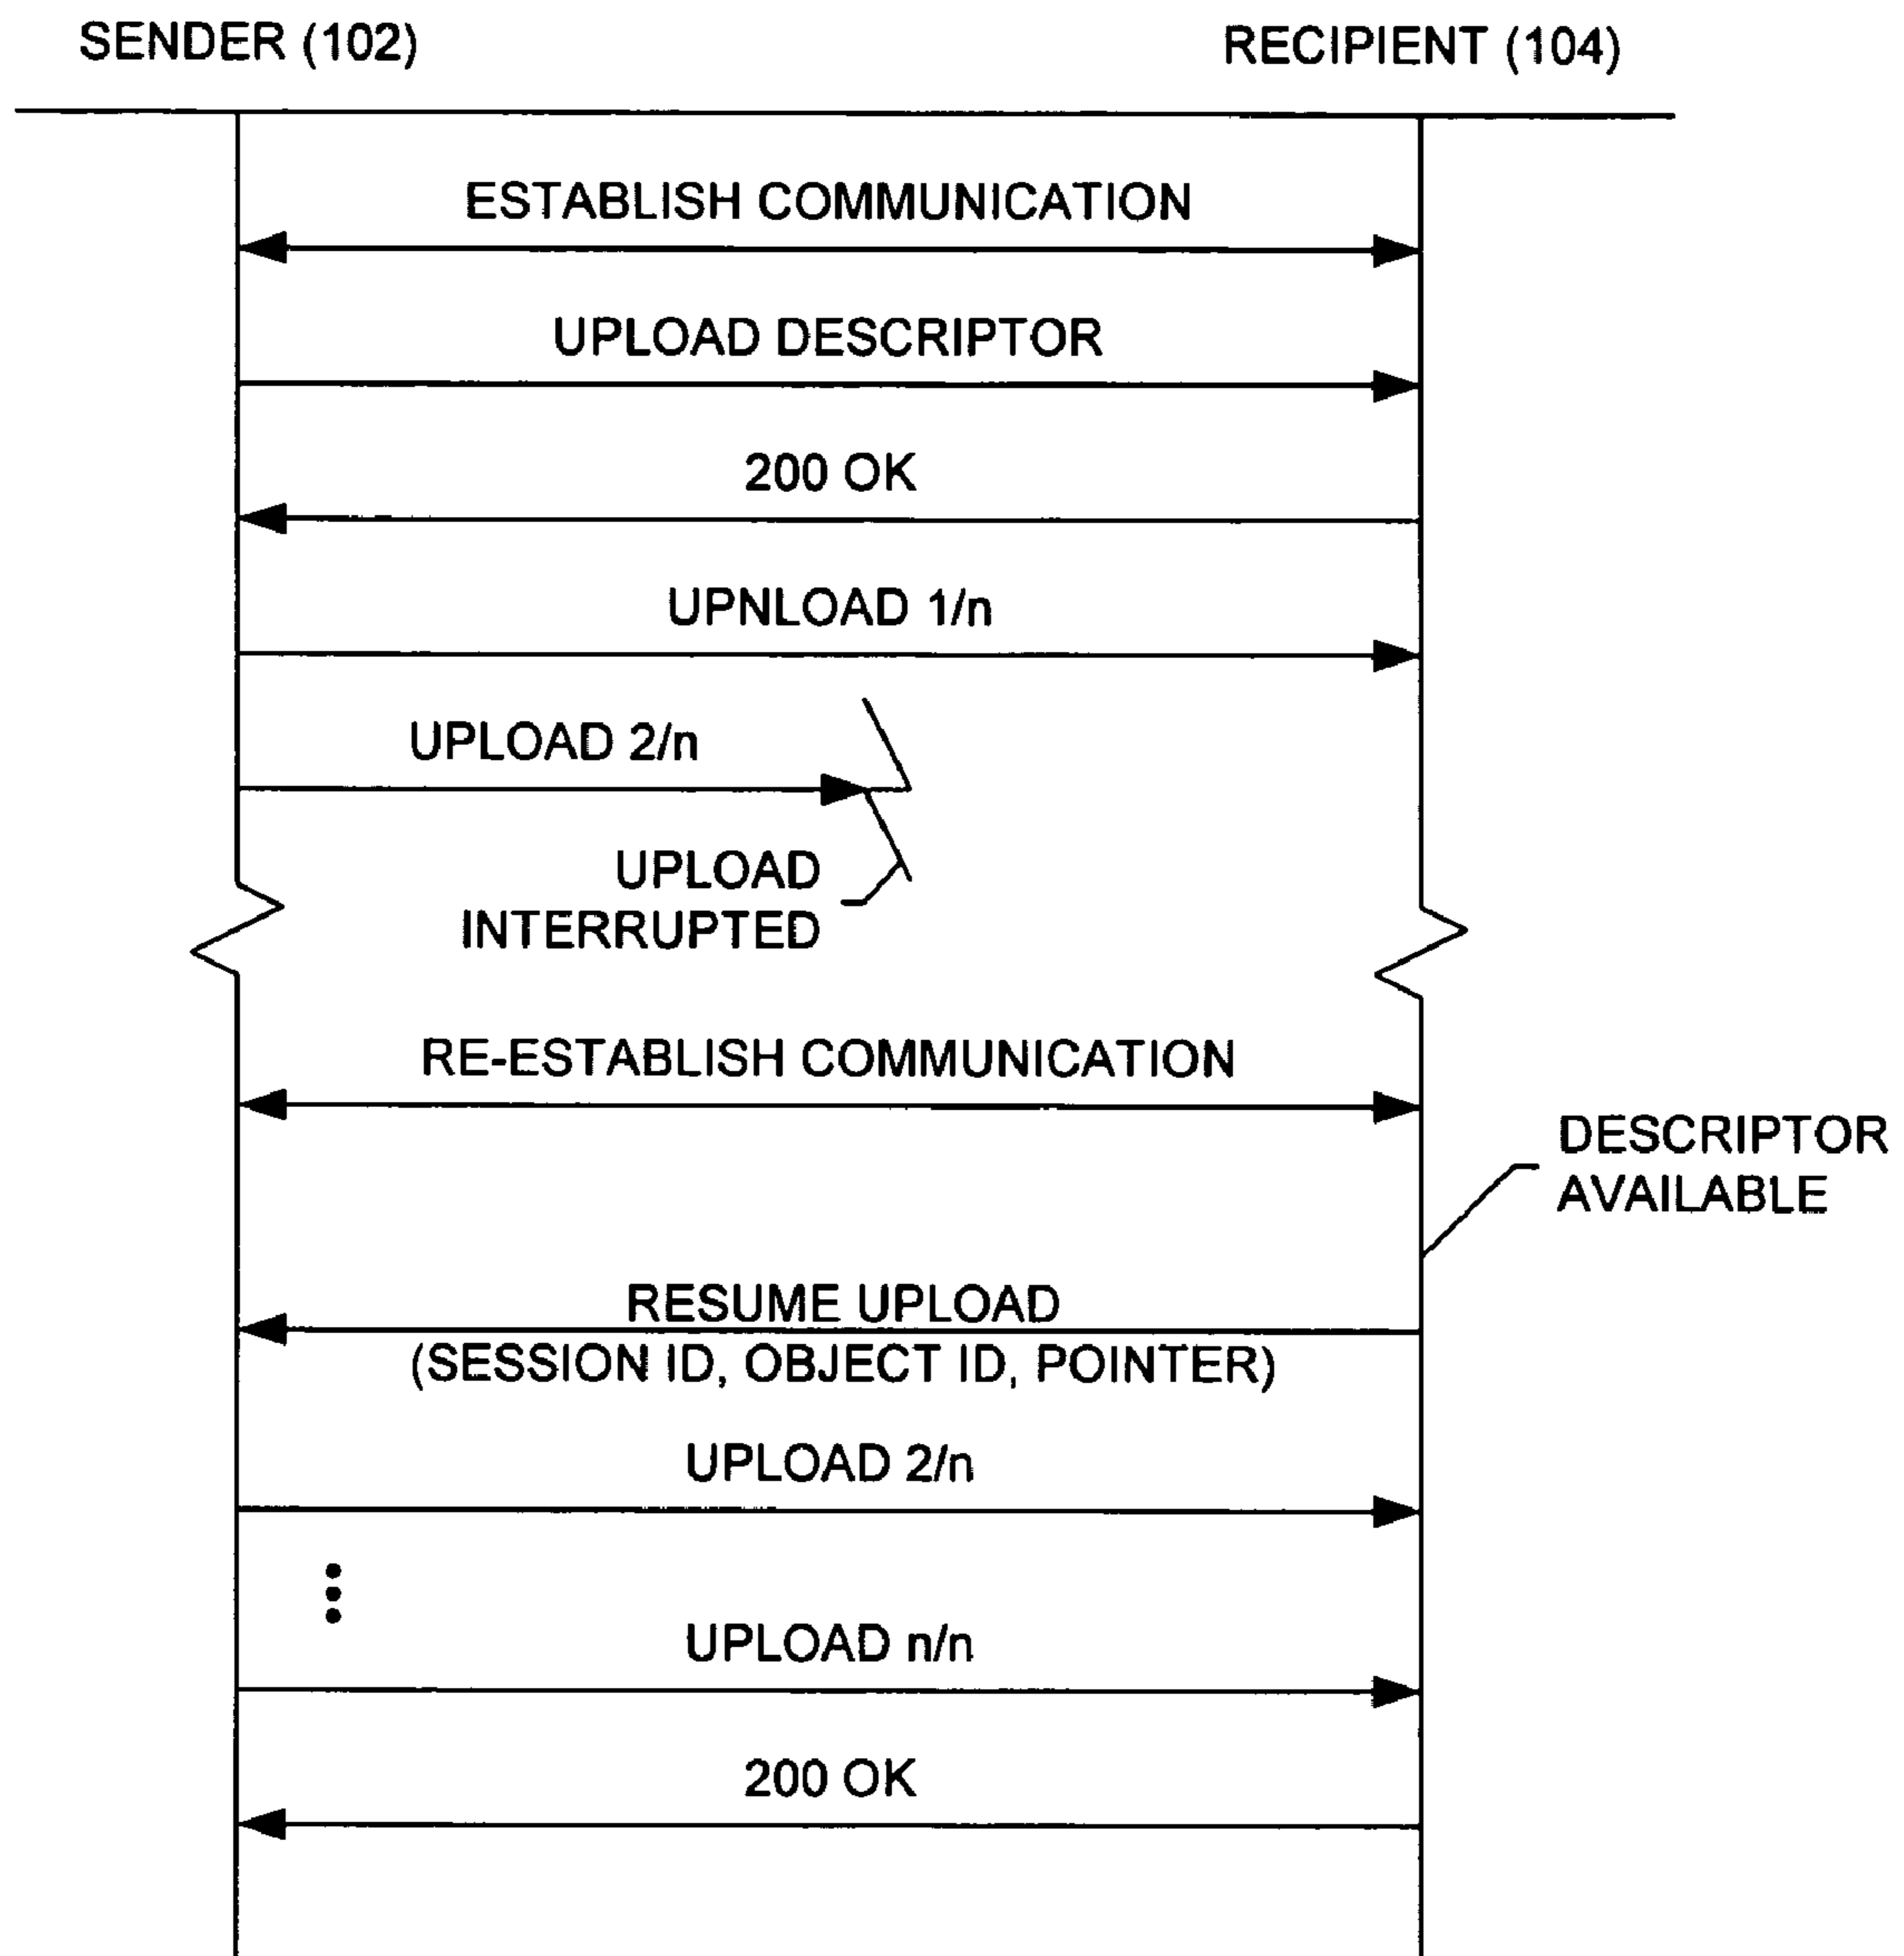 SENDER (102)
RECIPIENT (104)
ESTABLISH COMMUNICATION
UPLOAD DESCRIPTOR
200 OK
UPNLOAD 1/n
UPLOAD 2/n
UPLOAD
INTERRUPTED
RE-ESTABLISH COMMUNICATION
DESCRIPTOR
AVAILABLE
RESUME UPLOAD
(SESSION ID, OBJECT ID, POINTER)
UPLOAD 2/n
UPLOAD n/n
200 OK